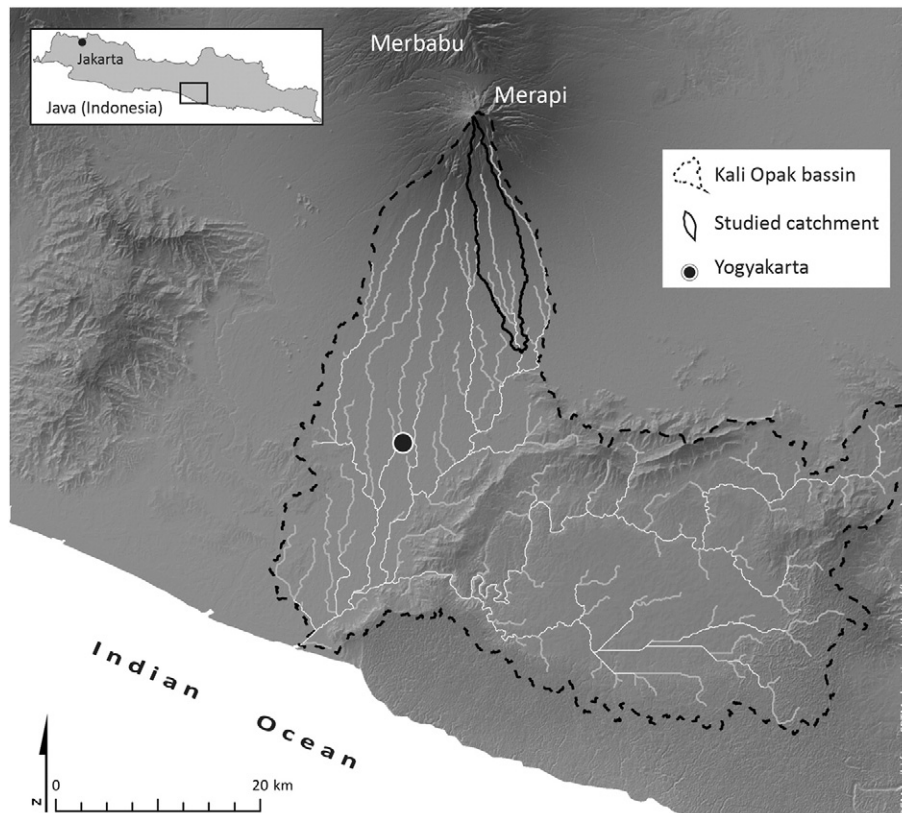 Merbabu
Jakarta
Merapi
Java (Indonesia)
Kali Opak bassin
Studied catchment
Yogyakarta
Indian
Ocean
0
20 km
N